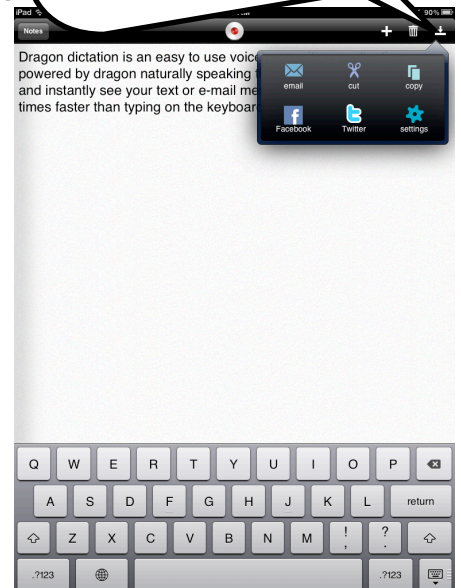 iPad 90%
Notes
Dragon dictation is an easy to use voice
powered by dragon naturally speaking
and instantly see your text or e-mail me
times faster than typing on the keyboar
email cut copy
Facebook Twitter settings
Q W E R T Y U I O P
A S D F G H J K L return
Z X C V B N M ! , ? .
.?123 .?123